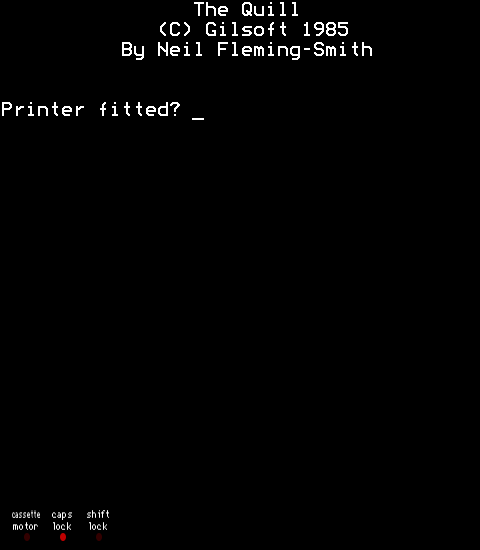 The Quill
(C) Gilsoft 1985
By Neil Fleming-Smith
Printer fitted? _
cassette caps shift
motor lock lock